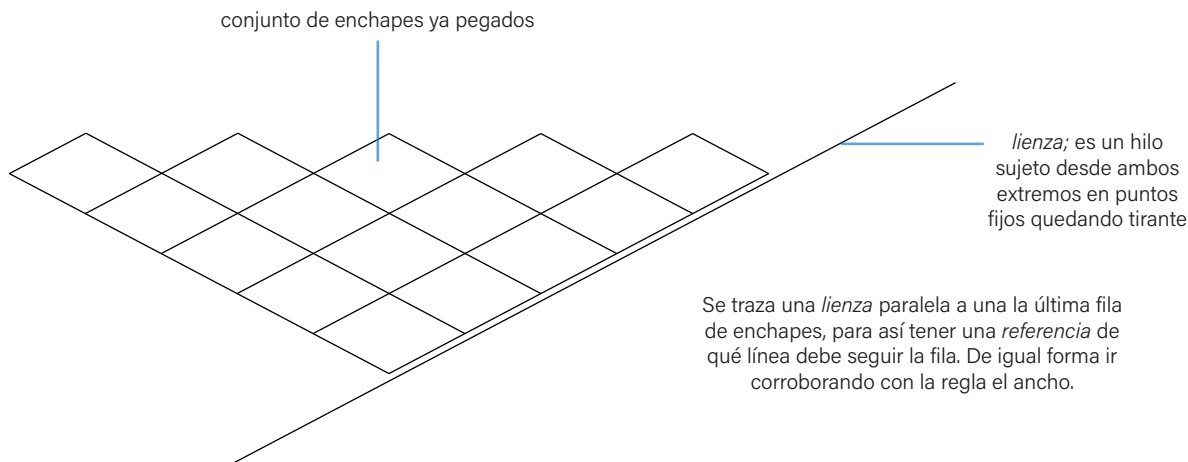 conjunto de enchapes ya pegados
lienza; es un hilo
sujeto desde ambos
extremos en puntos
fijos quedando tirante
Se traza una lienza paralela a una la última fila
de enchapes, para así tener una referencia de
qué línea debe seguir la fila. De igual forma ir
corroborando con la regla el ancho.